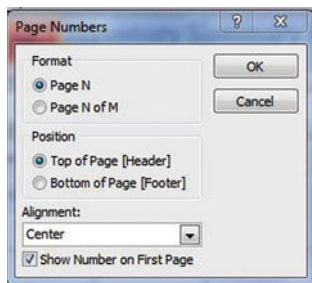 Page Numbers
Format
Page N
Page N of M
OK
Cancel
Position
Top of Page [Header]
Bottom of Page [Footer]
Alignment:
Center
Show Number on First Page